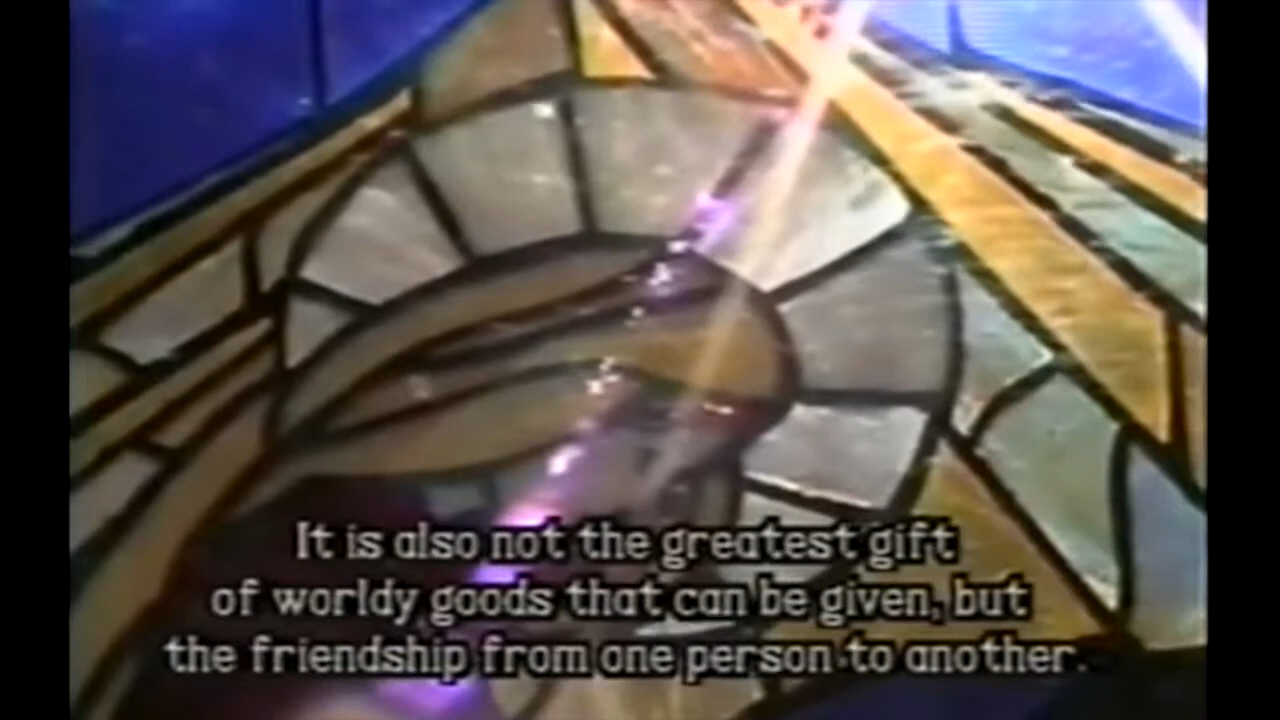 It is also not the greatest gift
of worldy goods that can be given, but
the friendship from one person to another.